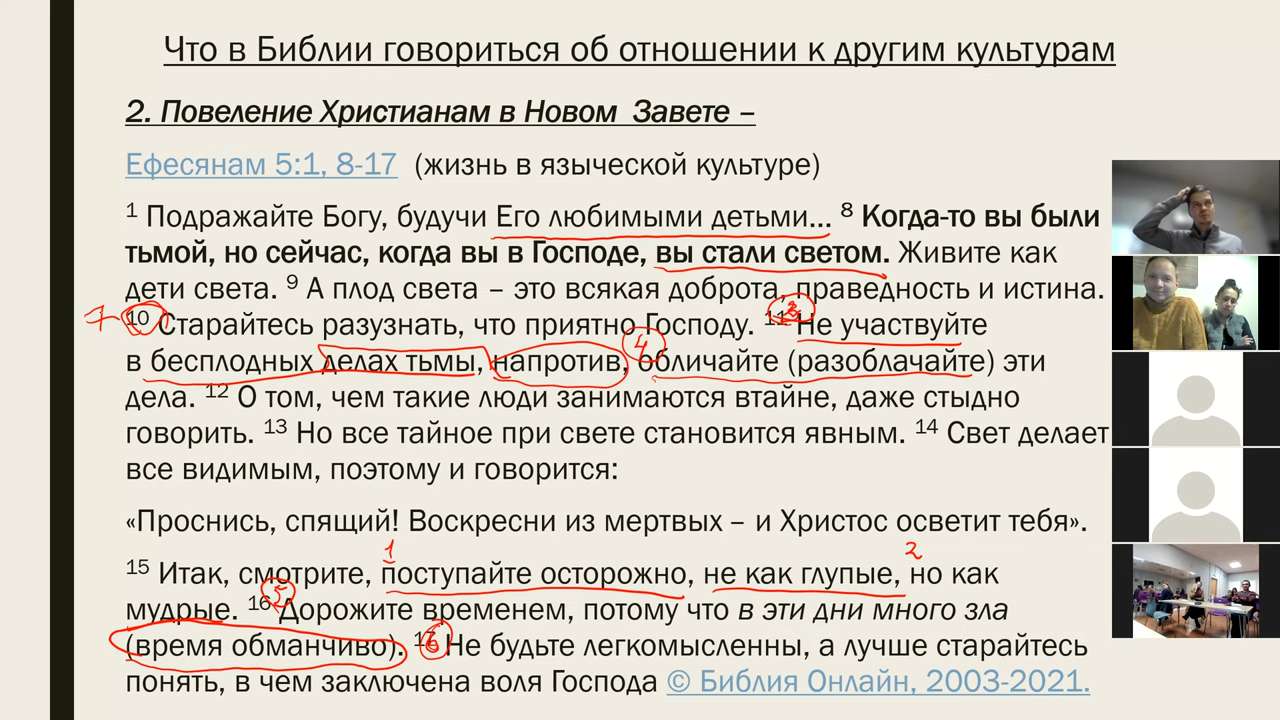 Что в Библии говориться об отношении к другим культурам
2. Повеление Христианам в Новом Завете –
Ефесянам 5:1, 8-17 (жизнь в языческой культуре)
1 Подражайте Богу, будучи Его любимыми детьми... 8 Когда-то вы были
тьмой, но сейчас, когда вы в Господе, вы стали светом. Живите как
дети света. 9 А плод света – это всякая доброта, праведность и истина.
7 10 Старайтесь разузнать, что приятно Господу. 11 3 Не участвуйте
4
в бесплодных делах тьмы, напротив, обличайте (разоблачайте) эти
дела. 12 О том, чем такие люди занимаются втайне, даже стыдно
говорить. 13 Но все тайное при свете становится явным. 14 Свет делает
все видимым, поэтому и говорится:
«Проснись, спящий! Воскресни из мертвых – и Христос осветит тебя».
1 2
15 Итак, смотрите, поступайте осторожно, не как глупые, но как
5
мудрые. 16 Дорожите временем, потому что в эти дни много зла
(время обманчиво). 17 6 Не будьте легкомысленны, а лучше старайтесь
понять, в чем заключена воля Господа © Библия Онлайн, 2003-2021.